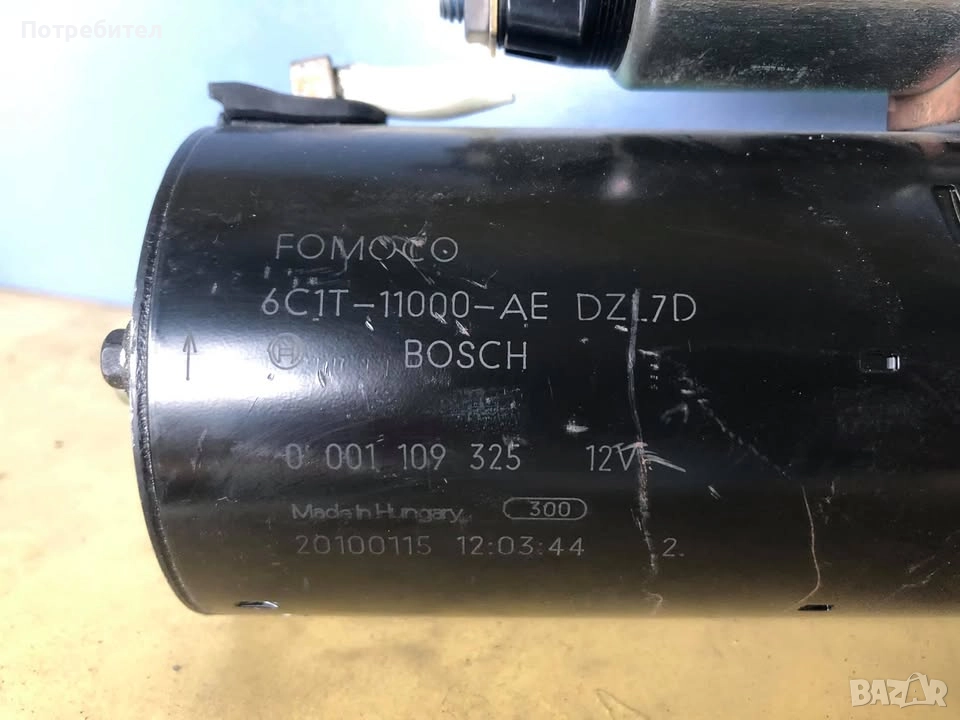 Потребител
FOMOCO
6C1T-11000-AE DZL7D
H BOSCH
0 001 109 325 12V
Made in Hungary 300
20100115 12:03:44 2.
BAZAR